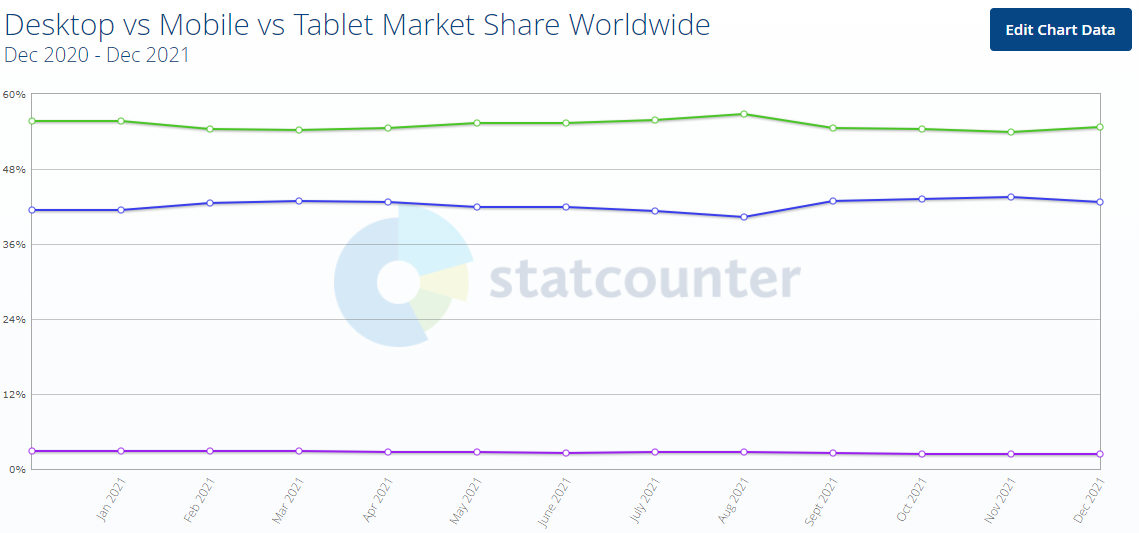 Desktop vs Mobile vs Tablet Market Share Worldwide
Dec 2020 - Dec 2021
Edit Chart Data
60%
48%
36%
24%
12%
0%
statcounter
Jan 2021
Feb 2021
Mar 2021
Apr 2021
May 2021
June 2021
July 2021
Aug 2021
Sept 2021
Oct 2021
Nov 2021
Dec 2021